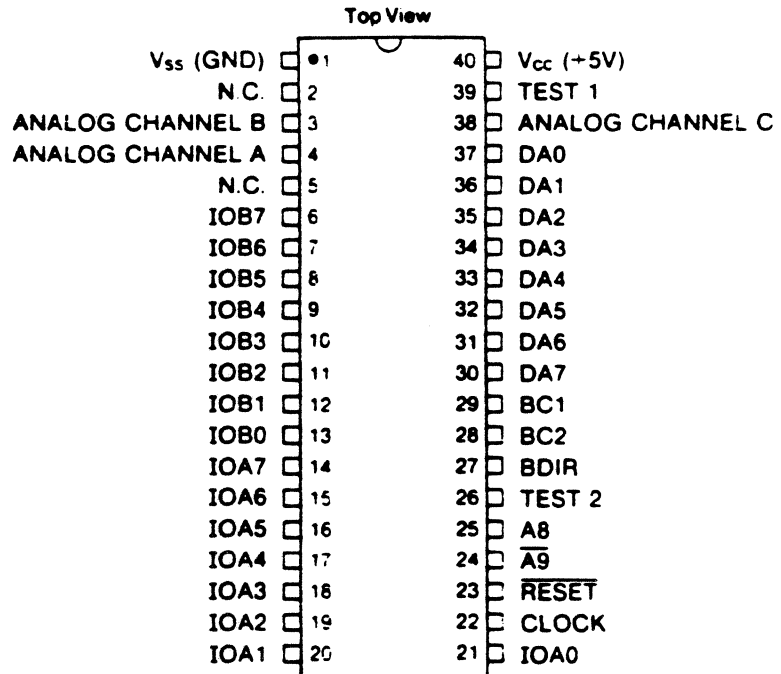 Top View
Vss (GND) 1 40 Vcc (+5V)
N.C. 2 39 TEST 1
ANALOG CHANNEL B 3 38 ANALOG CHANNEL C
ANALOG CHANNEL A 4 37 DA0
N.C. 5 36 DA1
IOB7 6 35 DA2
IOB6 7 34 DA3
IOB5 8 33 DA4
IOB4 9 32 DA5
IOB3 10 31 DA6
IOB2 11 30 DA7
IOB1 12 29 BC1
IOB0 13 28 BC2
IOA7 14 27 BDIR
IOA6 15 26 TEST 2
IOA5 16 25 A8
IOA4 17 24 A̅9̅
IOA3 18 23 R̅E̅S̅E̅T̅
IOA2 19 22 CLOCK
IOA1 20 21 IOA0